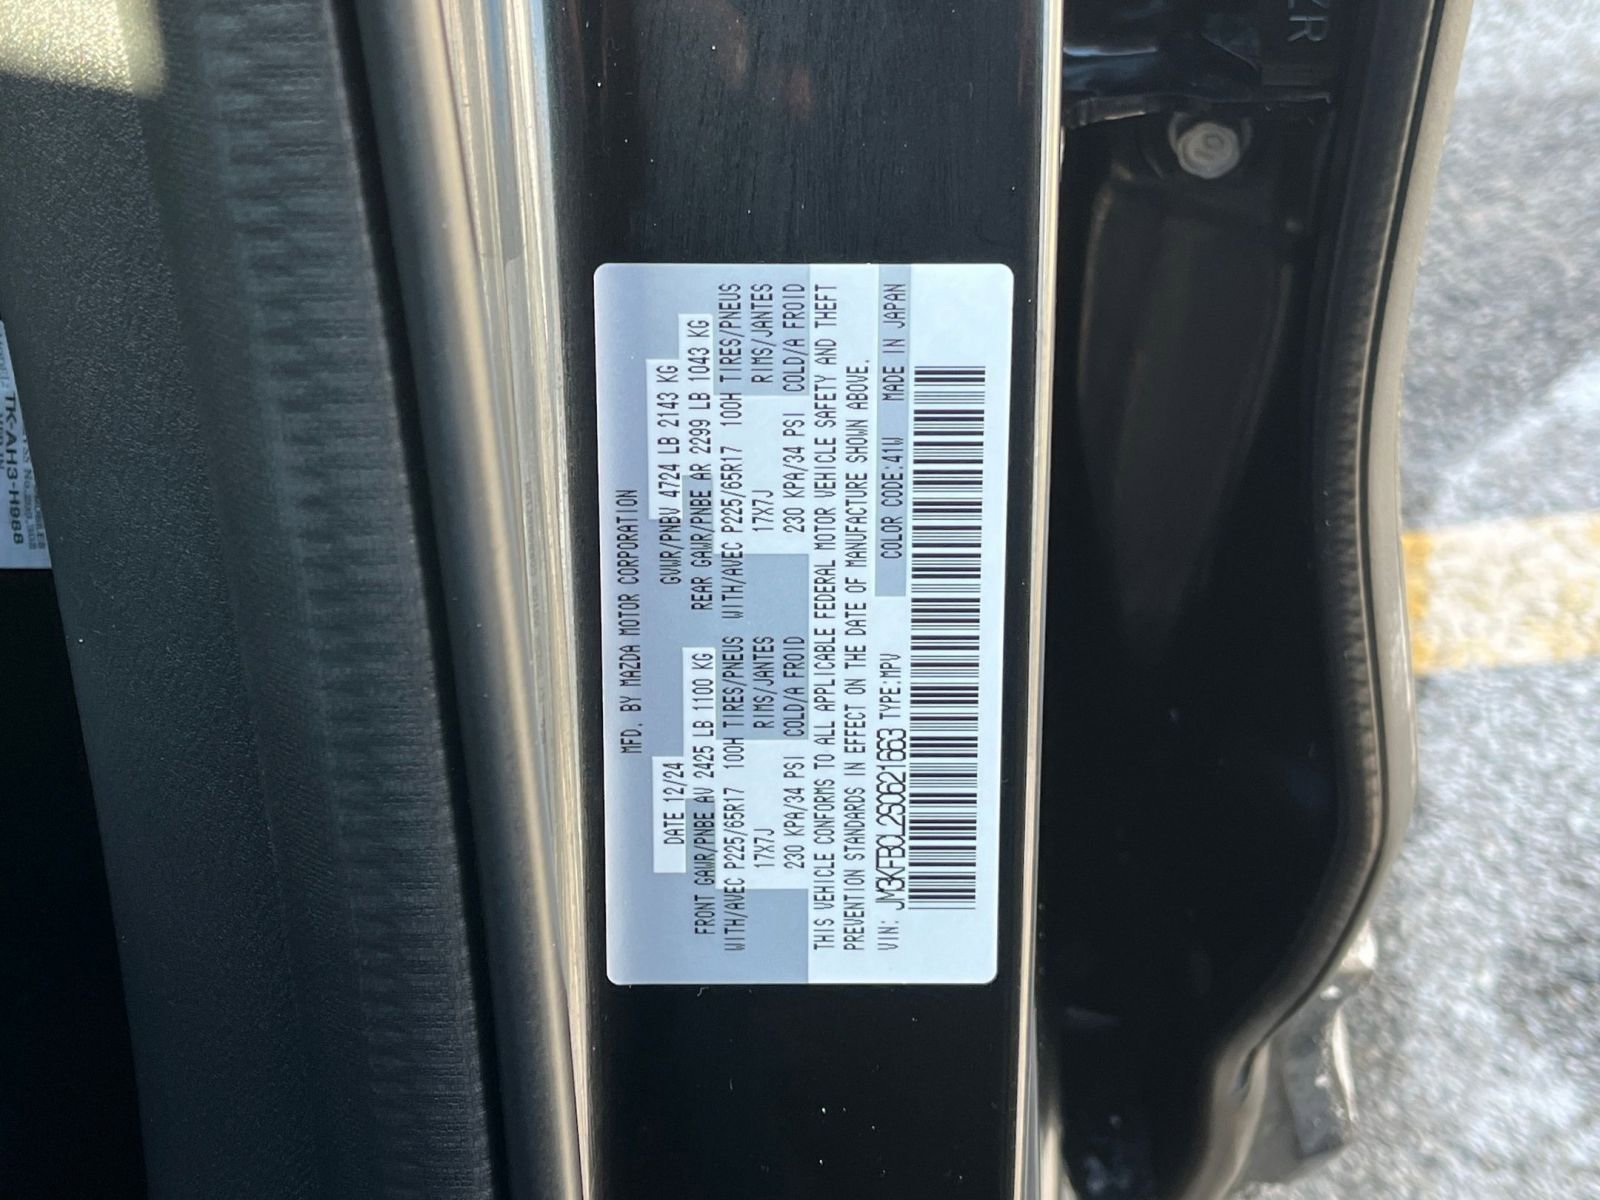 MFD. BY MAZDA MOTOR CORPORATION
DATE 12/24 GVWR/PNBV 4724 LB 2143 KG
FRONT GAWR/PNBE AV 2425 LB 1100 KG REAR GAWR/PNBE AR 2299 LB 1043 KG
WITH/AVEC P225/65R17 100H TIRES/PNEUS WITH/AVEC P225/65R17 100H TIRES/PNEUS
17X7J RIMS/JANTES 17X7J RIMS/JANTES
230 KPA/34 PSI COLD/A FROID 230 KPA/34 PSI COLD/A FROID
THIS VEHICLE CONFORMS TO ALL APPLICABLE FEDERAL MOTOR VEHICLE SAFETY AND THEFT
PREVENTION STANDARDS IN EFFECT ON THE DATE OF MANUFACTURE SHOWN ABOVE.
VIN: JM3KFBCL2S0621663 TYPE:MPV COLOR CODE:41W MADE IN JAPAN
TK-AH3-H988